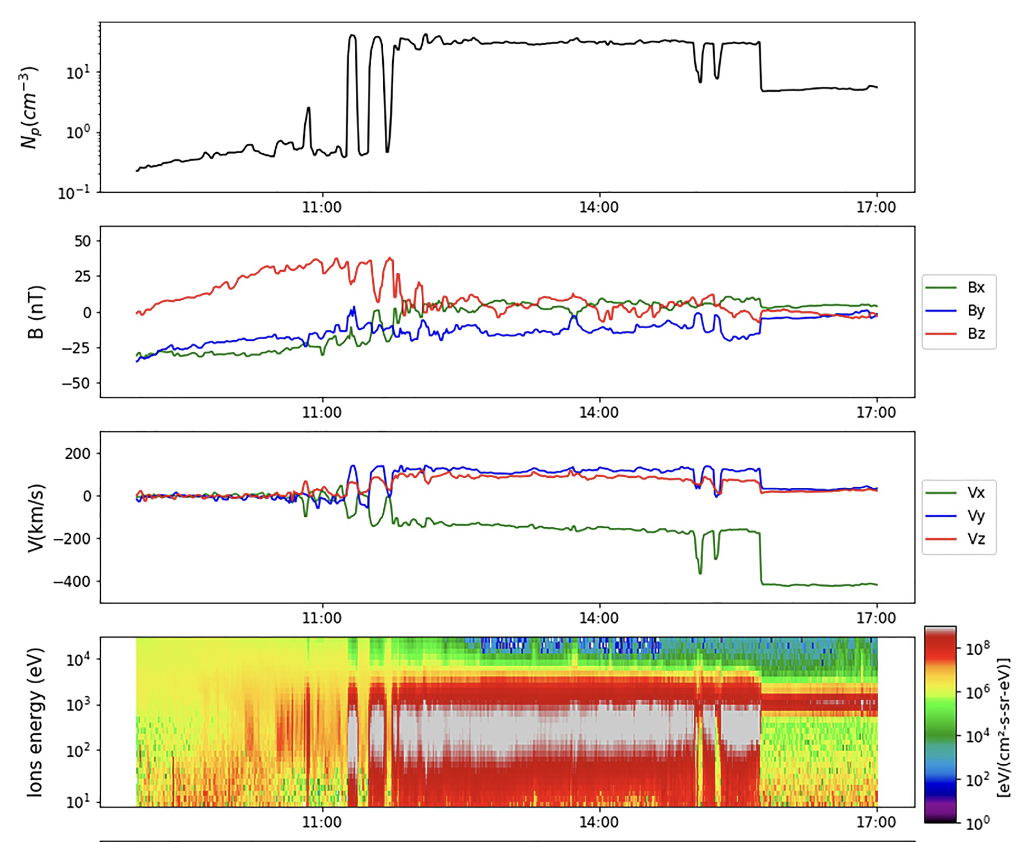 Nₚ(cm⁻³)
10¹
10⁰
10⁻¹
11:00 14:00 17:00
B (nT)
50
25
0
−25
−50
11:00 14:00 17:00
Bx
By
Bz
V(km/s)
200
0
−200
−400
11:00 14:00 17:00
Vx
Vy
Vz
Ions energy (eV)
10⁴
10³
10²
10¹
11:00 14:00 17:00
10⁸
10⁶
10⁴
10²
10⁰
[eV/(cm²-s-sr-eV)]